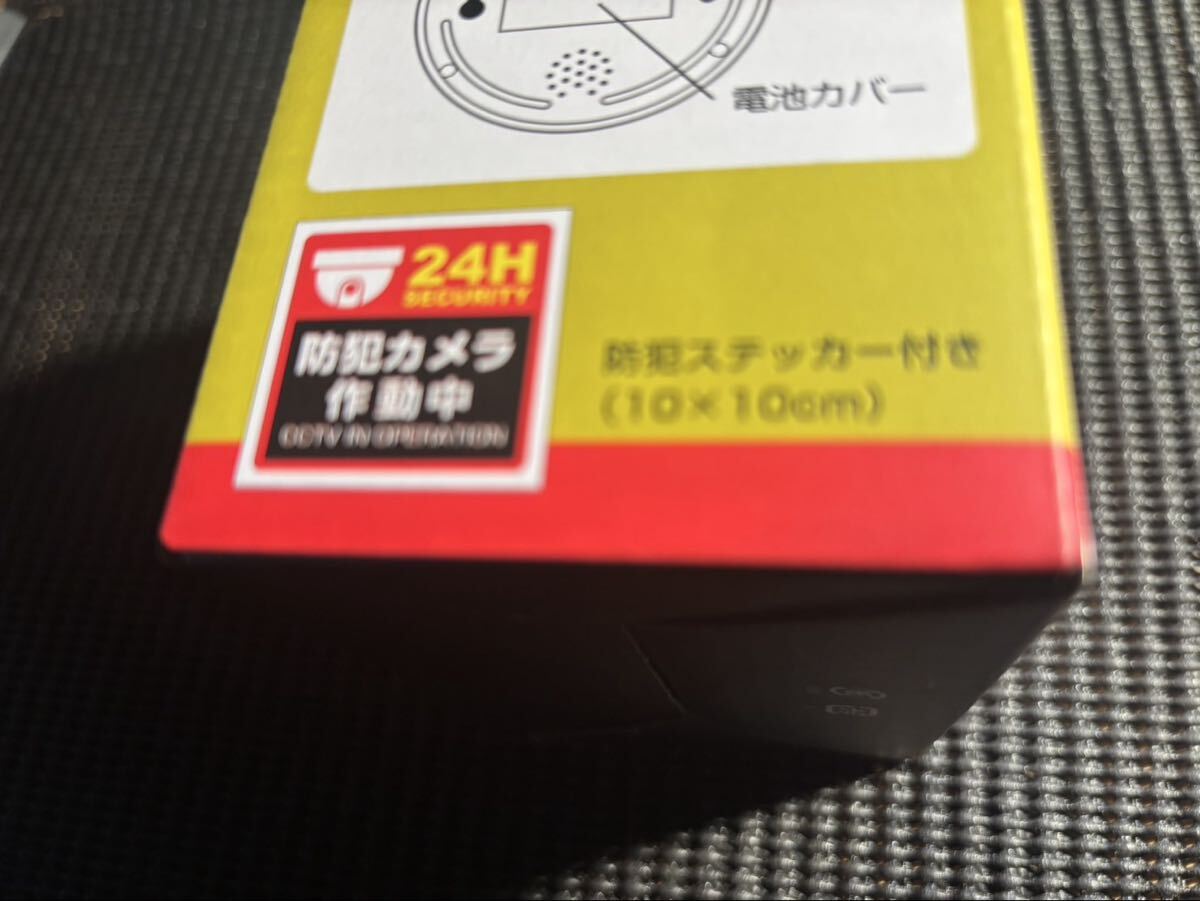 電池カバー
24H
SECURITY
防犯カメラ
作動中
CCTV IN OPERATION
防犯ステッカー付き
(10×10cm)